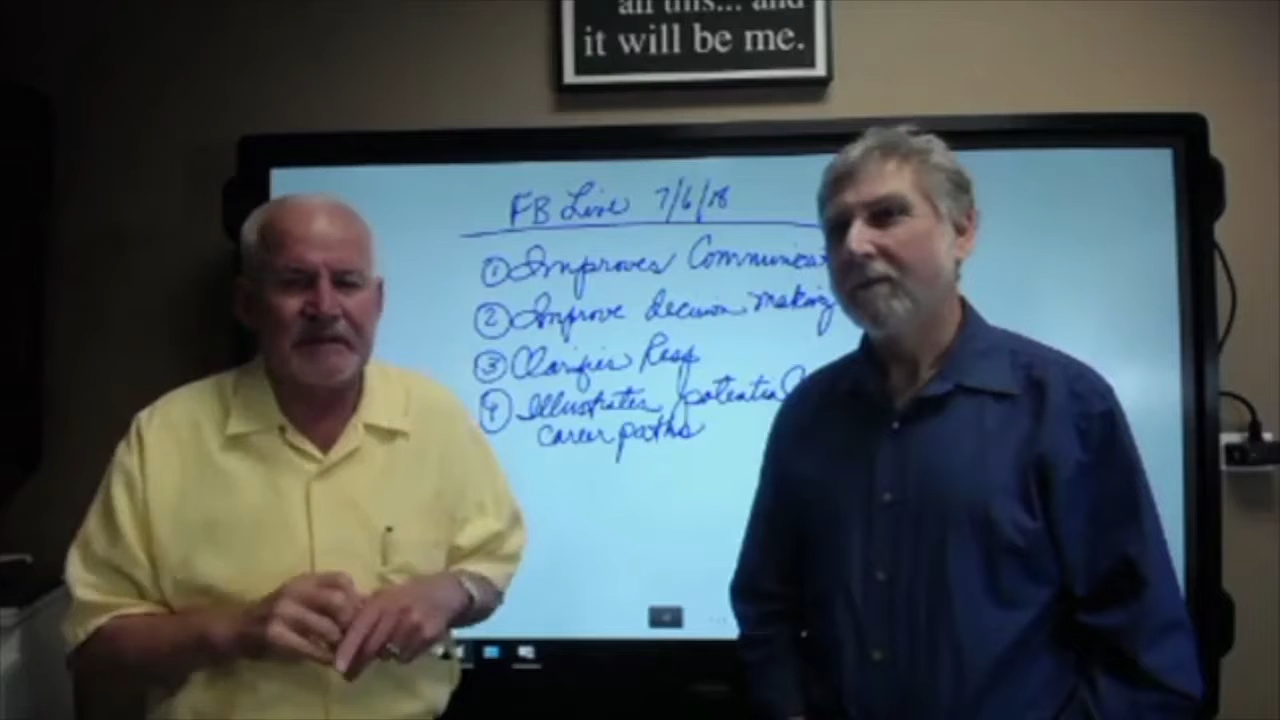 all this... and
it will be me.
FB Live 7/6/18
① Improves Communicat
② Improve decision making
③ Clarifies Resp
④ Illustrates potential
career paths